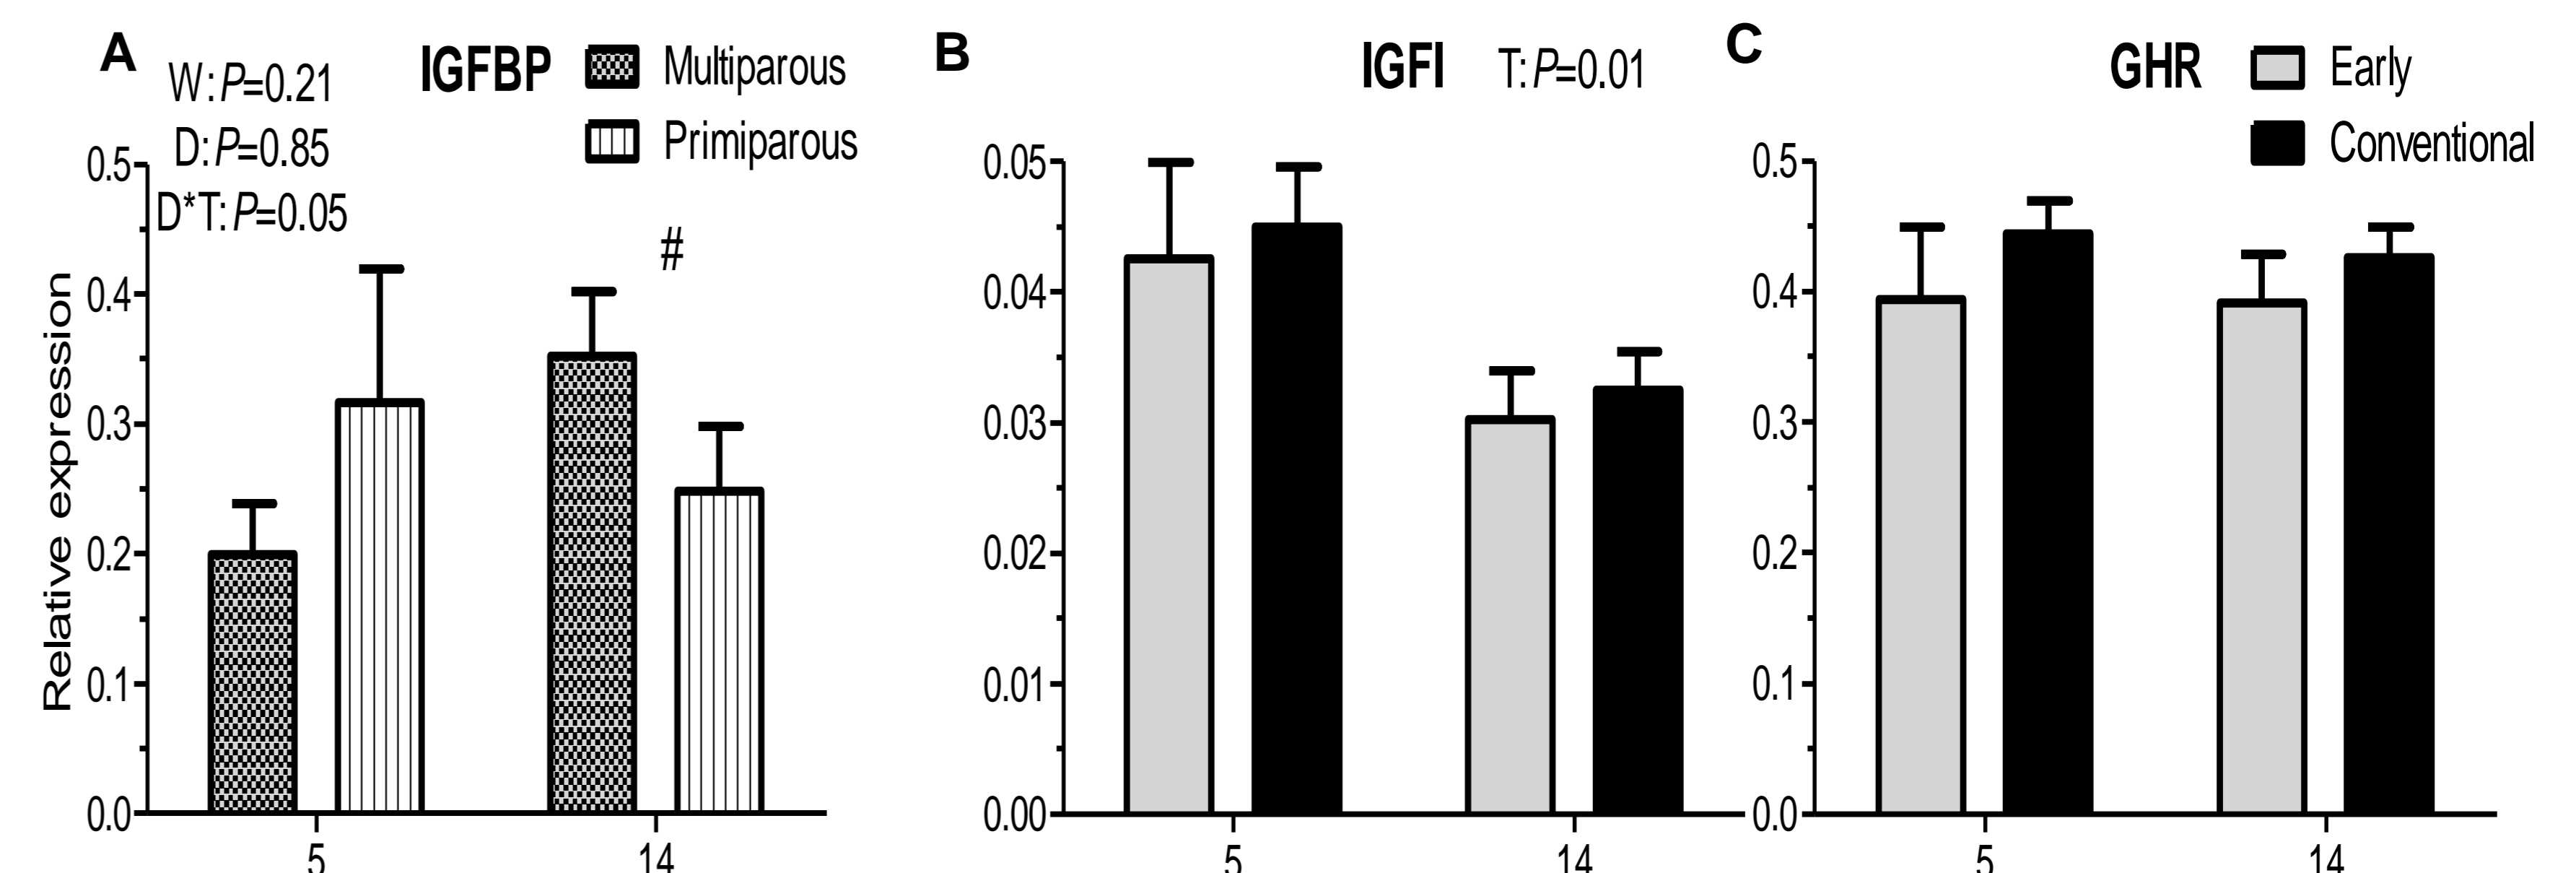 A
IGFBP
W: P=0.21
D: P=0.85
D*T: P=0.05
Multiparous
Primiparous
#
Relative expression
0.5
0.4
0.3
0.2
0.1
0.0
5
14
B
IGFI
T: P=0.01
0.05
0.04
0.03
0.02
0.01
0.00
5
14
C
GHR
Early
Conventional
0.5
0.4
0.3
0.2
0.1
0.0
5
14